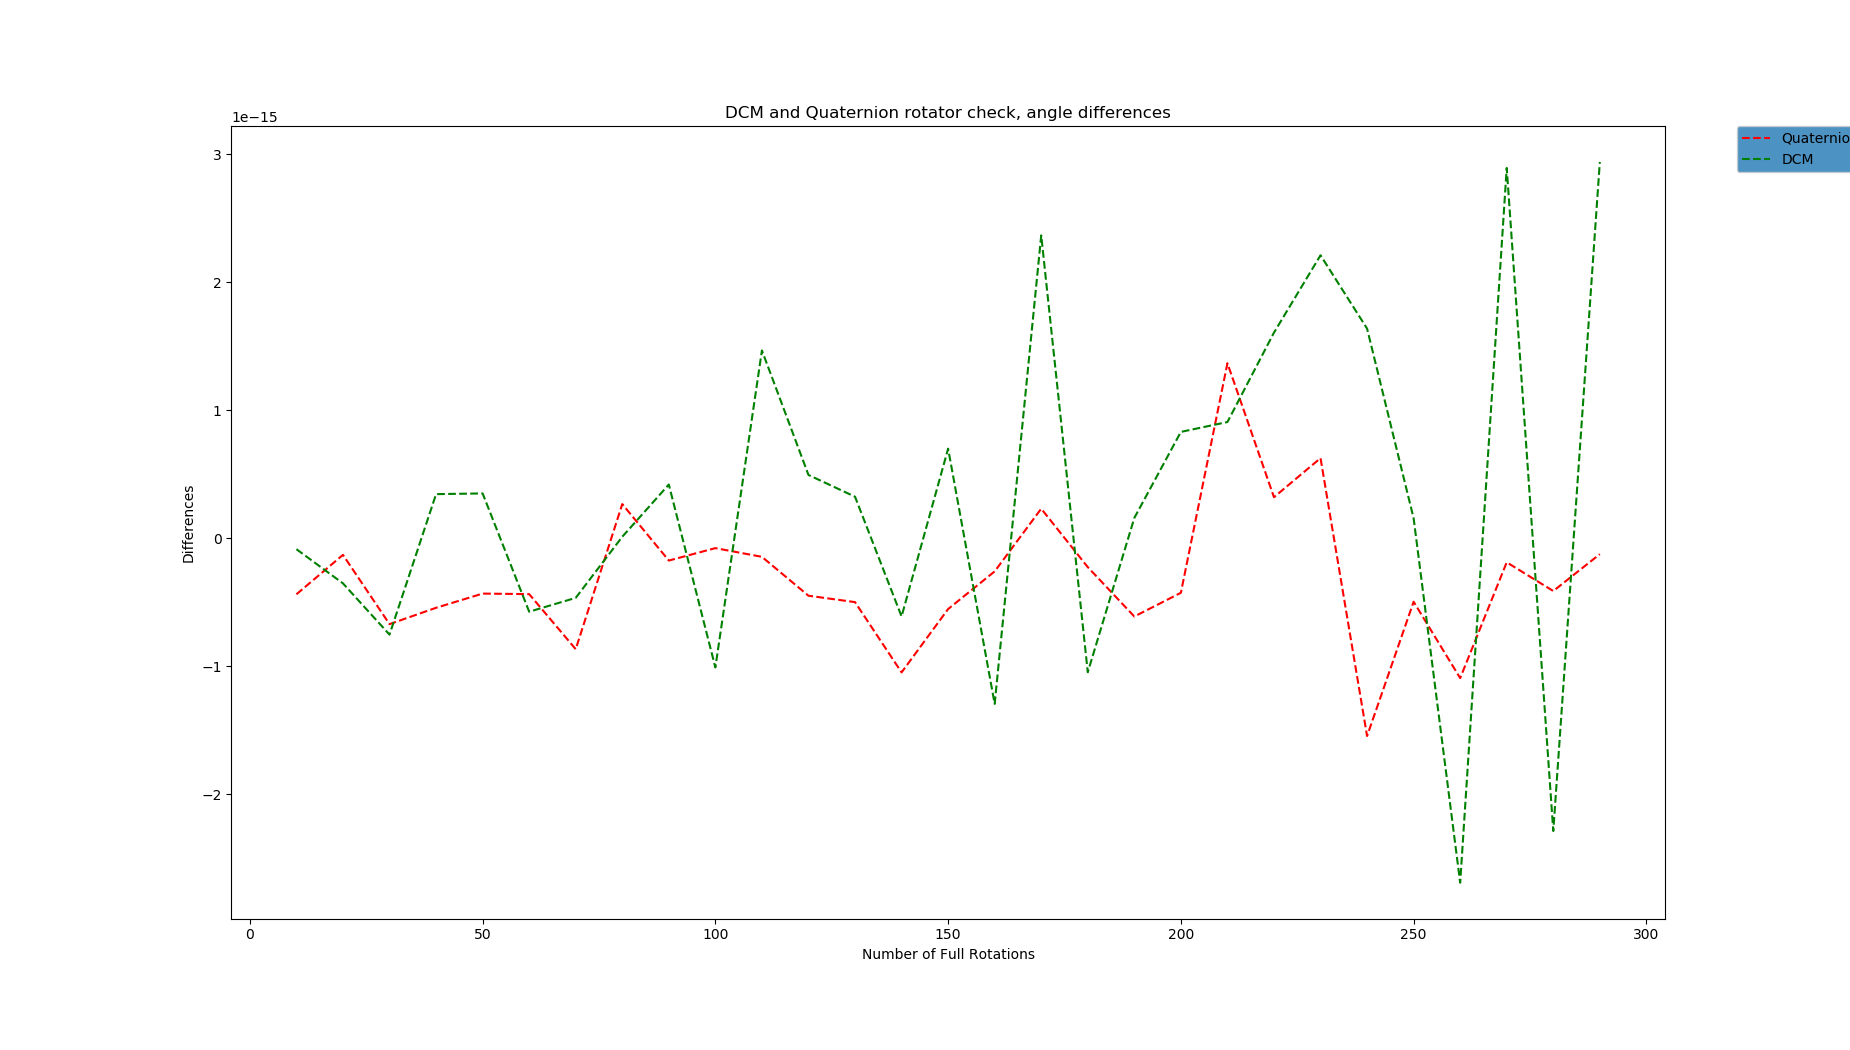 DCM and Quaternion rotator check, angle differences
1e−15
Quaternio
DCM
3
2
1
0
−1
−2
Differences
0
50
100
150
200
250
300
Number of Full Rotations